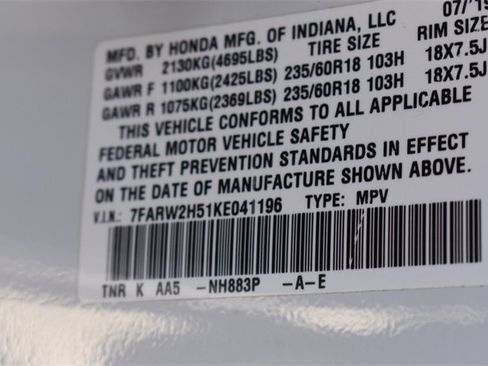 MFD. BY HONDA MFG. OF INDIANA, LLC 07/'19
GVWR 2130KG(4695LBS) TIRE SIZE RIM SIZE
GAWR F 1100KG(2425LBS) 235/60R18 103H 18X7.5J
GAWR R 1075KG(2369LBS) 235/60R18 103H 18X7.5J
THIS VEHICLE CONFORMS TO ALL APPLICABLE
FEDERAL MOTOR VEHICLE SAFETY
AND THEFT PREVENTION STANDARDS IN EFFECT
ON THE DATE OF MANUFACTURE SHOWN ABOVE.
V.I.N.: 7FARW2H51KE041196 TYPE: MPV
TNR K AA5 -NH883P -A-E